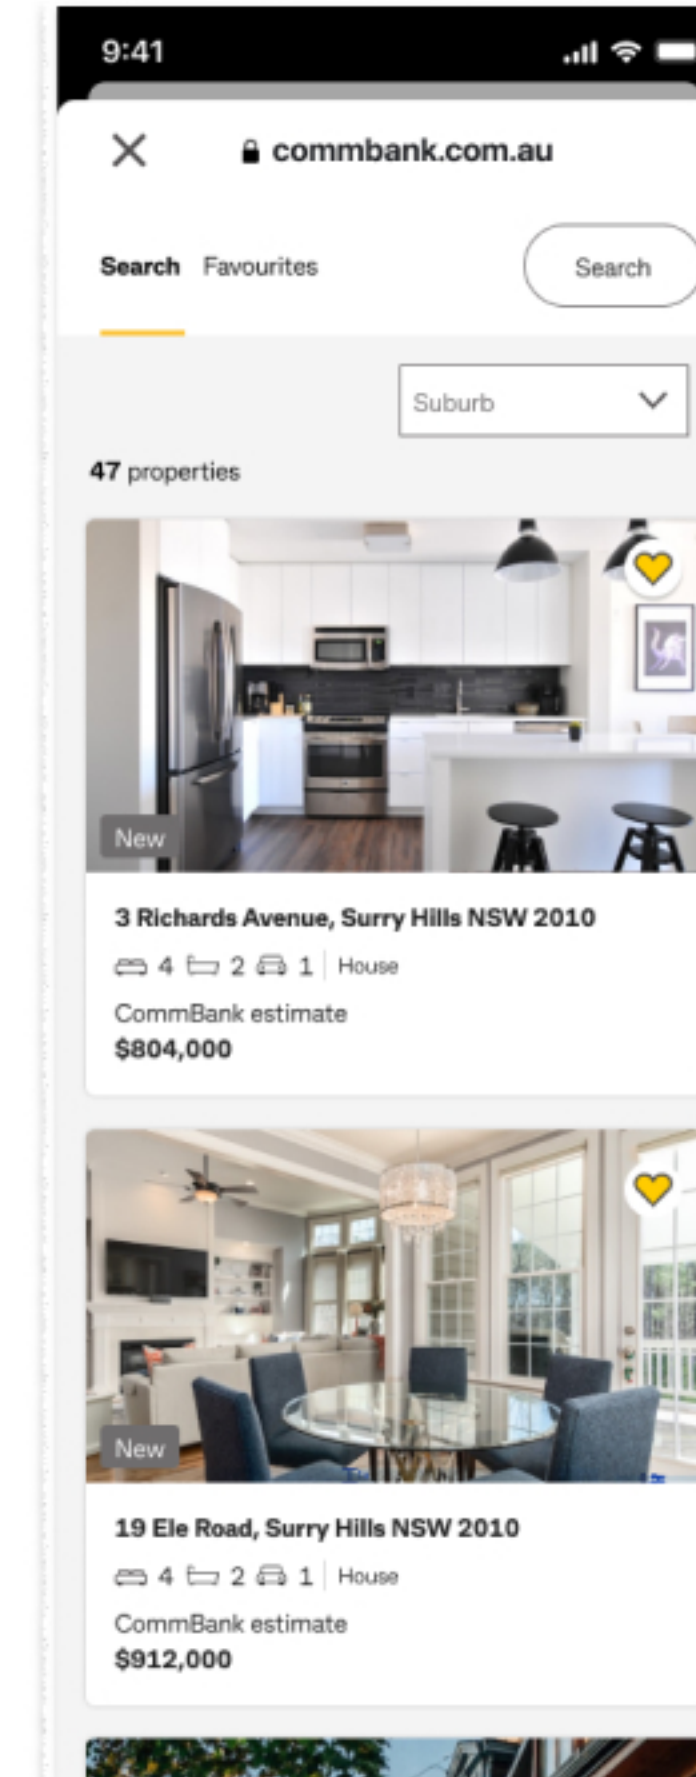 9:41
commbank.com.au
Search Favourites Search
Suburb
47 properties
New
3 Richards Avenue, Surry Hills NSW 2010
4 2 1 House
CommBank estimate
$804,000
New
19 Ele Road, Surry Hills NSW 2010
4 2 1 House
CommBank estimate
$912,000